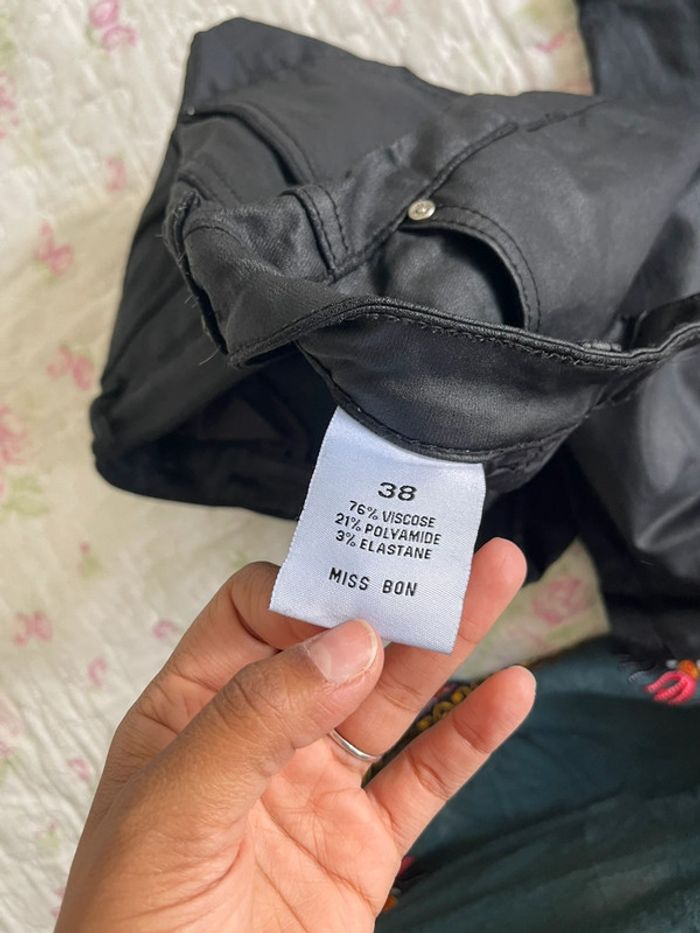 38
76% VISCOSE
21% POLYAMIDE
3% ELASTANE
MISS BON